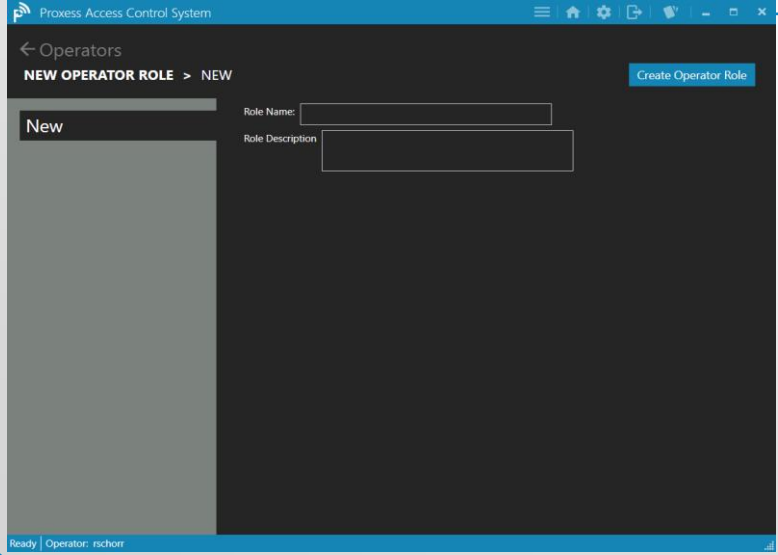 Proxess Access Control System
Operators
NEW OPERATOR ROLE > NEW
Create Operator Role
New
Role Name:
Role Description
Ready Operator: rschorr